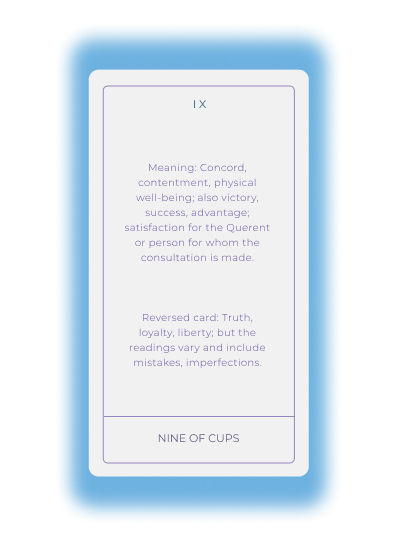 IX
Meaning: Concord,
contentment, physical
well-being; also victory,
success, advantage;
satisfaction for the Querent
or person for whom the
consultation is made.
Reversed card: Truth,
loyalty, liberty; but the
readings vary and include
mistakes, imperfections.
NINE OF CUPS